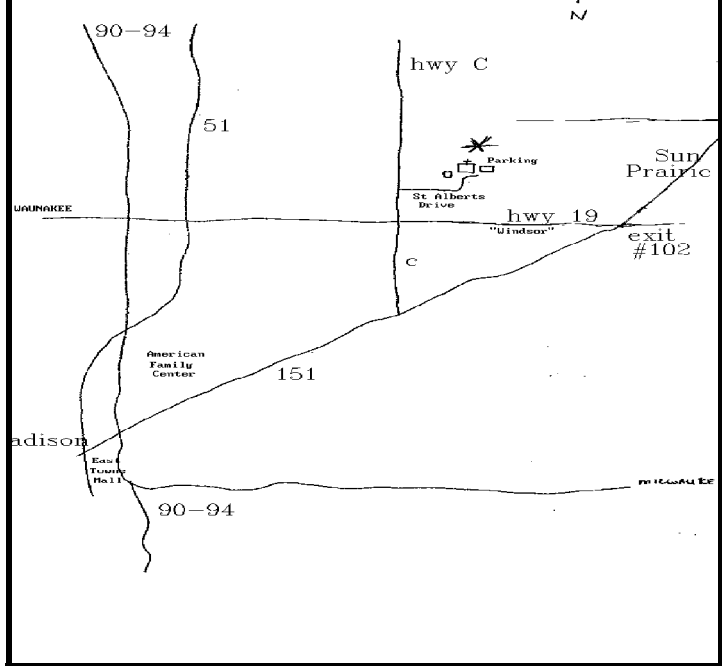 N
90-94
hwy C
51
Parking
Sun
Prairie
St Alberts
Drive
WAUNAKEE
hwy 19
"Windsor"
exit
#102
C
American
Family
Center
151
adison
East
Towne
Mall
MILWAUKE
90-94